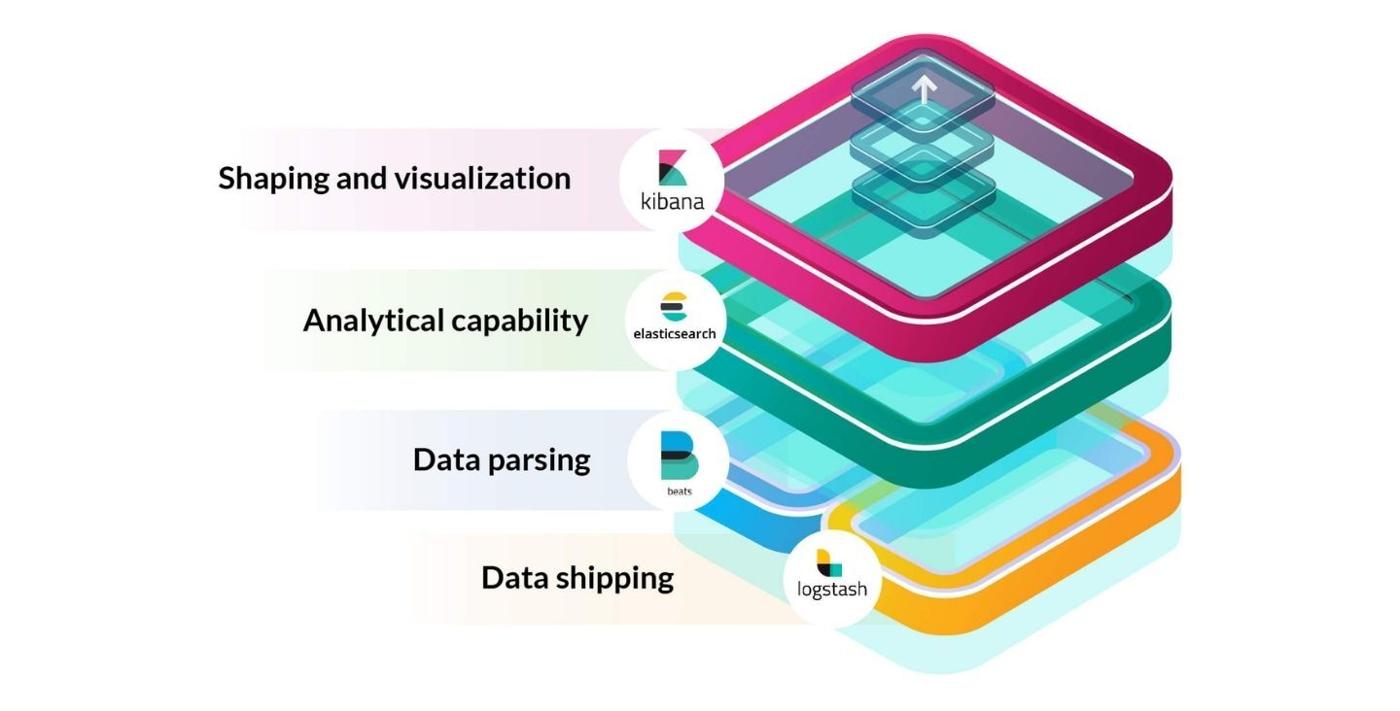 Shaping and visualization
kibana
Analytical capability
elasticsearch
Data parsing
beats
Data shipping
logstash